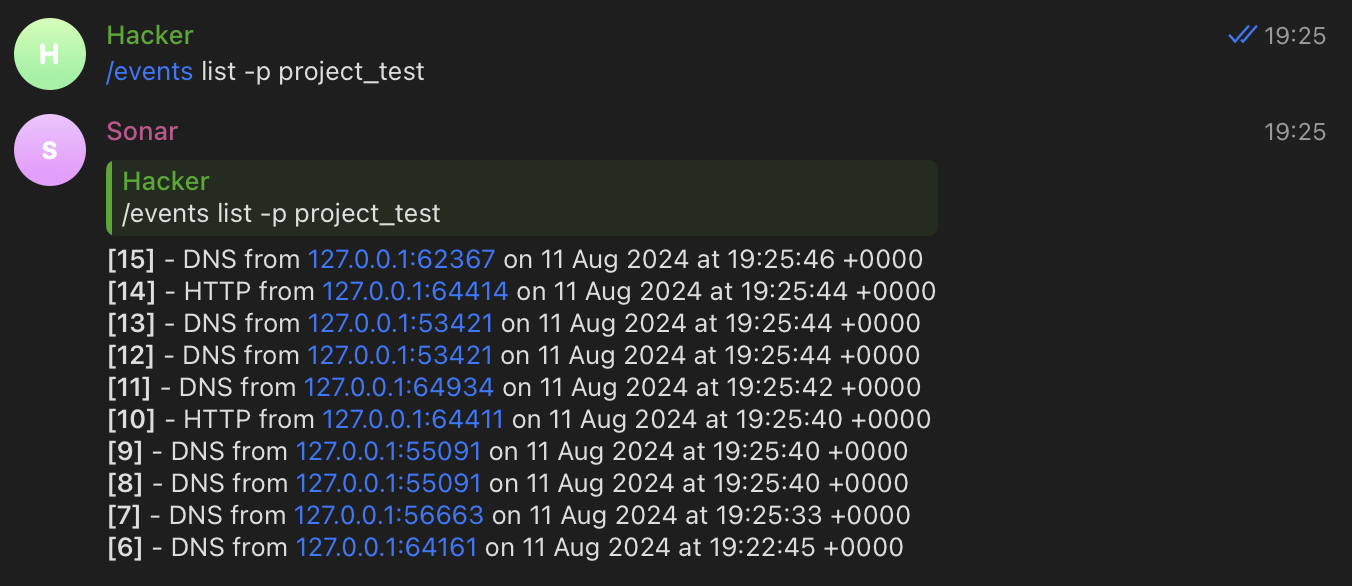 H
Hacker
19:25
/events list -p project_test
S
Sonar
19:25
Hacker
/events list -p project_test
[15] - DNS from 127.0.0.1:62367 on 11 Aug 2024 at 19:25:46 +0000
[14] - HTTP from 127.0.0.1:64414 on 11 Aug 2024 at 19:25:44 +0000
[13] - DNS from 127.0.0.1:53421 on 11 Aug 2024 at 19:25:44 +0000
[12] - DNS from 127.0.0.1:53421 on 11 Aug 2024 at 19:25:44 +0000
[11] - DNS from 127.0.0.1:64934 on 11 Aug 2024 at 19:25:42 +0000
[10] - HTTP from 127.0.0.1:64411 on 11 Aug 2024 at 19:25:40 +0000
[9] - DNS from 127.0.0.1:55091 on 11 Aug 2024 at 19:25:40 +0000
[8] - DNS from 127.0.0.1:55091 on 11 Aug 2024 at 19:25:40 +0000
[7] - DNS from 127.0.0.1:56663 on 11 Aug 2024 at 19:25:33 +0000
[6] - DNS from 127.0.0.1:64161 on 11 Aug 2024 at 19:22:45 +0000